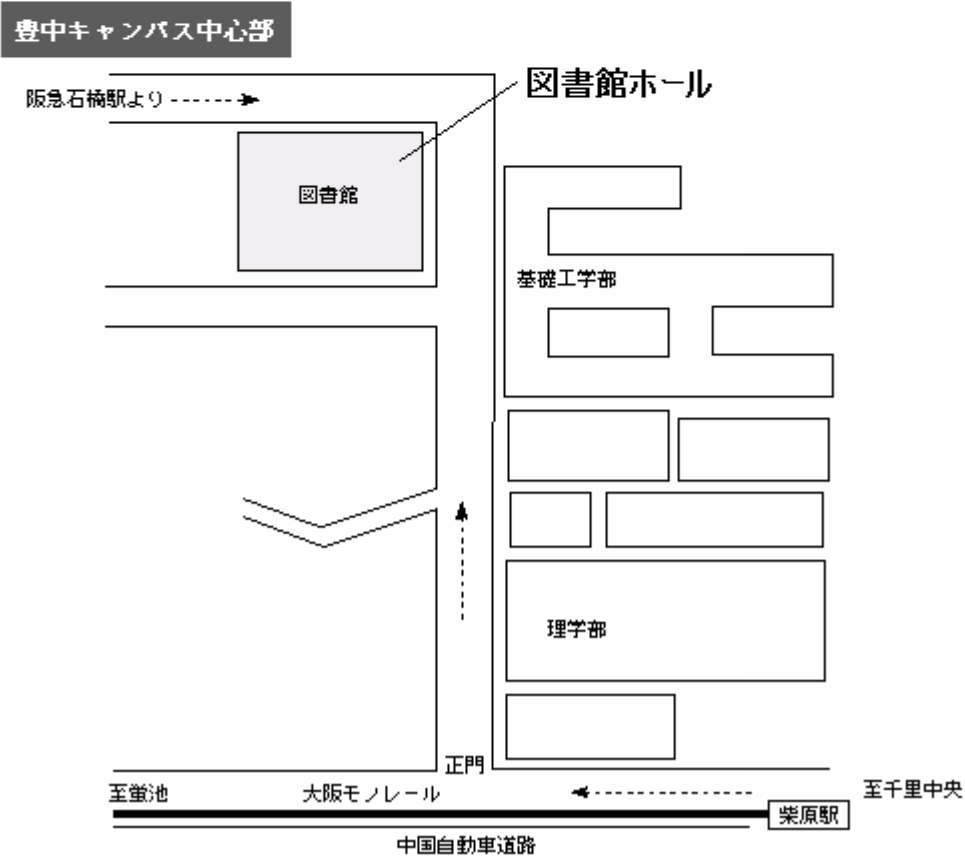 豊中キャンパス中心部
図書館ホール
阪急石橋駅より
図書館
基礎工学部
理学部
正門
至蛍池
大阪モノレール
至千里中央
柴原駅
中国自動車道路